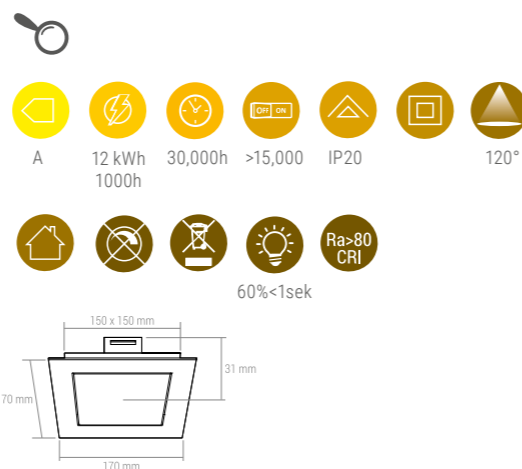 A
12 kWh
1000h
30,000h
OFF ON
>15,000
IP20
120°
60%<1sek
Ra>80
CRI
150 x 150 mm
31 mm
70 mm
170 mm